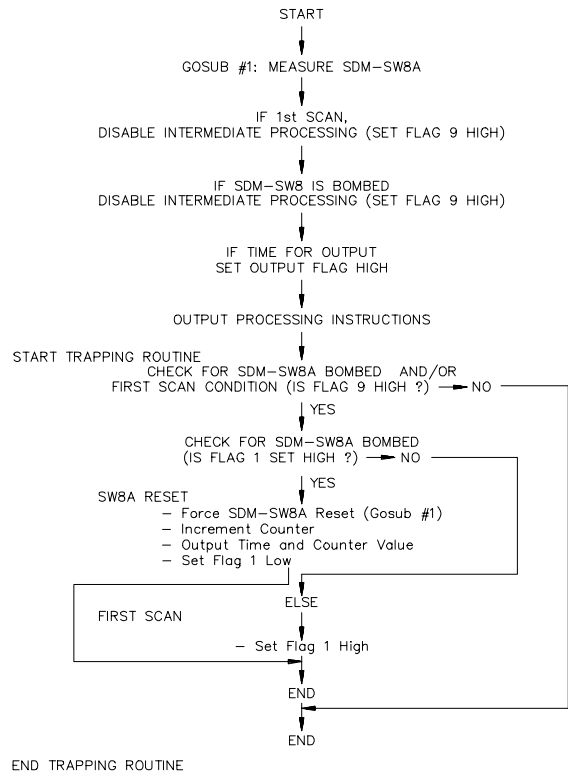 START
GOSUB #1: MEASURE SDM-SW8A
IF 1st SCAN,
DISABLE INTERMEDIATE PROCESSING (SET FLAG 9 HIGH)
IF SDM-SW8 IS BOMBED
DISABLE INTERMEDIATE PROCESSING (SET FLAG 9 HIGH)
IF TIME FOR OUTPUT
SET OUTPUT FLAG HIGH
OUTPUT PROCESSING INSTRUCTIONS
START TRAPPING ROUTINE
CHECK FOR SDM-SW8A BOMBED AND/OR
FIRST SCAN CONDITION (IS FLAG 9 HIGH ?) NO
YES
CHECK FOR SDM-SW8A BOMBED
(IS FLAG 1 SET HIGH ?) NO
YES
SW8A RESET
- Force SDM-SW8A Reset (Gosub #1)
- Increment Counter
- Output Time and Counter Value
- Set Flag 1 Low
ELSE
FIRST SCAN
- Set Flag 1 High
END
END
END TRAPPING ROUTINE